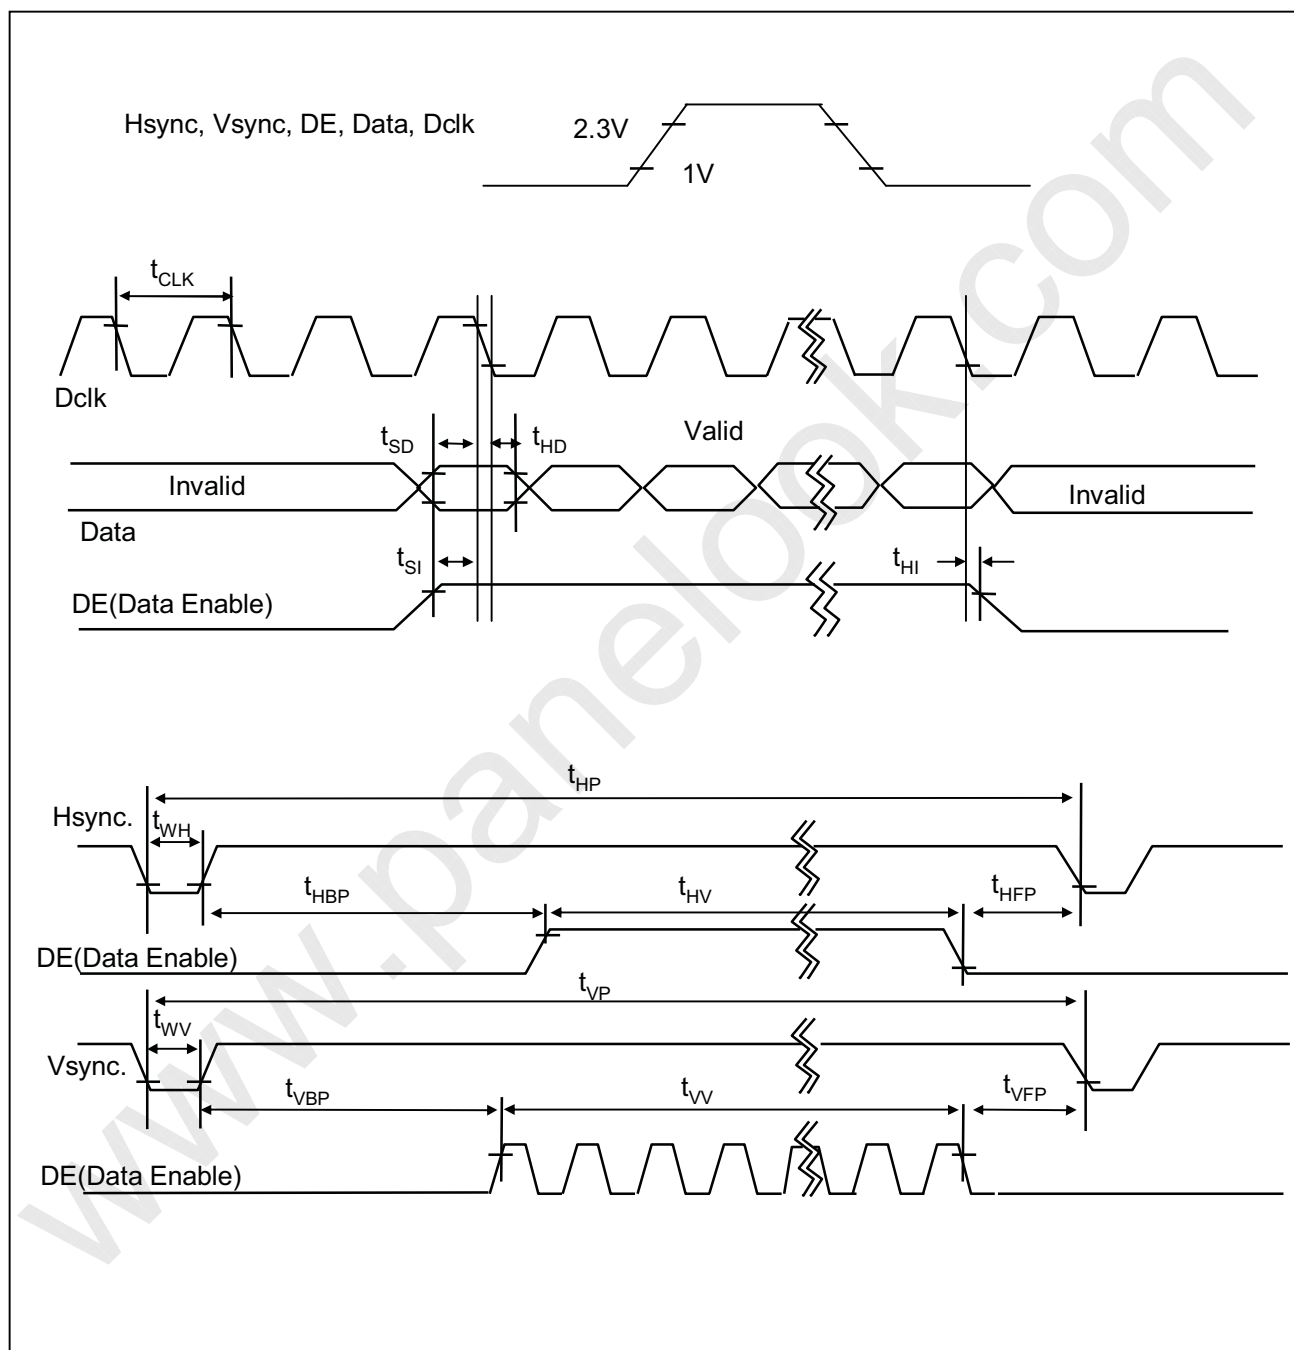 Hsync, Vsync, DE, Data, Dclk
2.3V
1V
tCLK
Dclk
tSD
tHD
Valid
Invalid
Invalid
Data
tSI
tHI
DE(Data Enable)
tHP
Hsync.
tWH
tHBP
tHV
tHFP
DE(Data Enable)
tVP
tWV
Vsync.
tVBP
tVV
tVFP
DE(Data Enable)
www.panelook.com